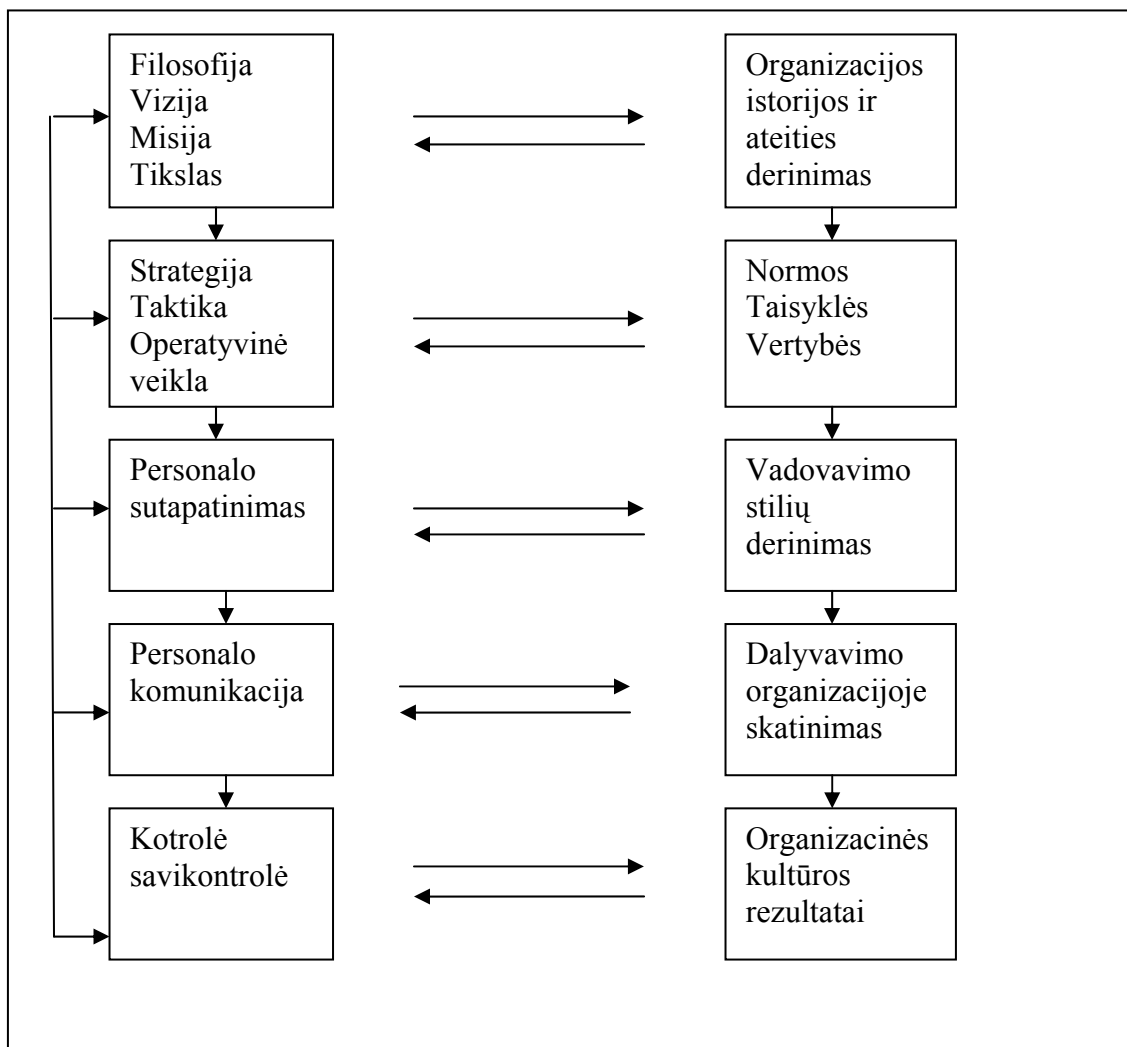 Filosofija
Vizija
Misija
Tikslas
Organizacijos
istorijos ir
ateities
derinimas
Strategija
Taktika
Operatyvinė
veikla
Normos
Taisyklės
Vertybės
Personalo
sutapatinimas
Vadovavimo
stilių
derinimas
Personalo
komunikacija
Dalyvavimo
organizacijoje
skatinimas
Kotrolė
savikontrolė
Organizacinės
kultūros
rezultatai